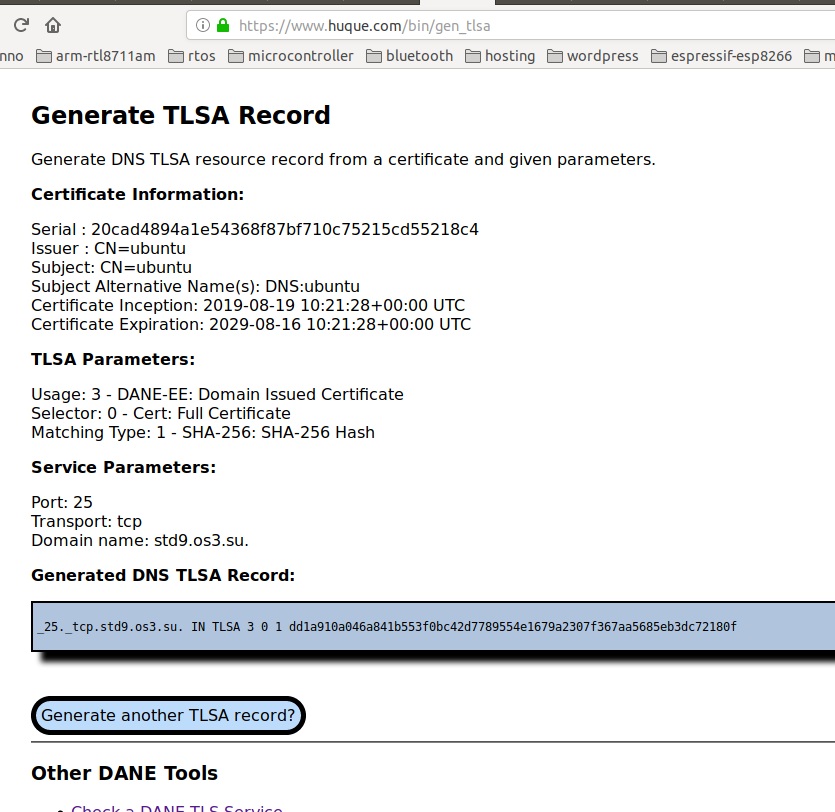 https://www.huque.com/bin/gen_tlsa
nno arm-rtl8711am rtos microcontroller bluetooth hosting wordpress espressif-esp8266 m
Generate TLSA Record
Generate DNS TLSA resource record from a certificate and given parameters.
Certificate Information:
Serial : 20cad4894a1e54368f87bf710c75215cd55218c4
Issuer : CN=ubuntu
Subject: CN=ubuntu
Subject Alternative Name(s): DNS:ubuntu
Certificate Inception: 2019-08-19 10:21:28+00:00 UTC
Certificate Expiration: 2029-08-16 10:21:28+00:00 UTC
TLSA Parameters:
Usage: 3 - DANE-EE: Domain Issued Certificate
Selector: 0 - Cert: Full Certificate
Matching Type: 1 - SHA-256: SHA-256 Hash
Service Parameters:
Port: 25
Transport: tcp
Domain name: std9.os3.su.
Generated DNS TLSA Record:
_25._tcp.std9.os3.su. IN TLSA 3 0 1 dd1a910a046a841b553f0bc42d7789554e1679a2307f367aa5685eb3dc72180f
Generate another TLSA record?
Other DANE Tools
Check a DANE TLS Service